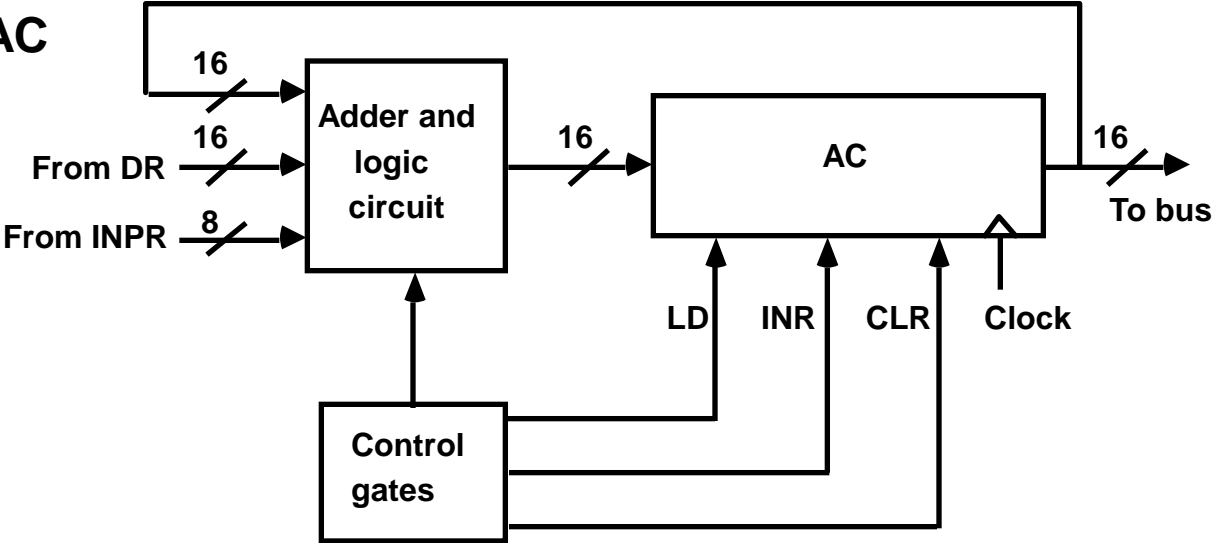 AC
16
16
From DR
8
From INPR
Adder and
logic
circuit
16
AC
16
To bus
LD
INR
CLR
Clock
Control
gates